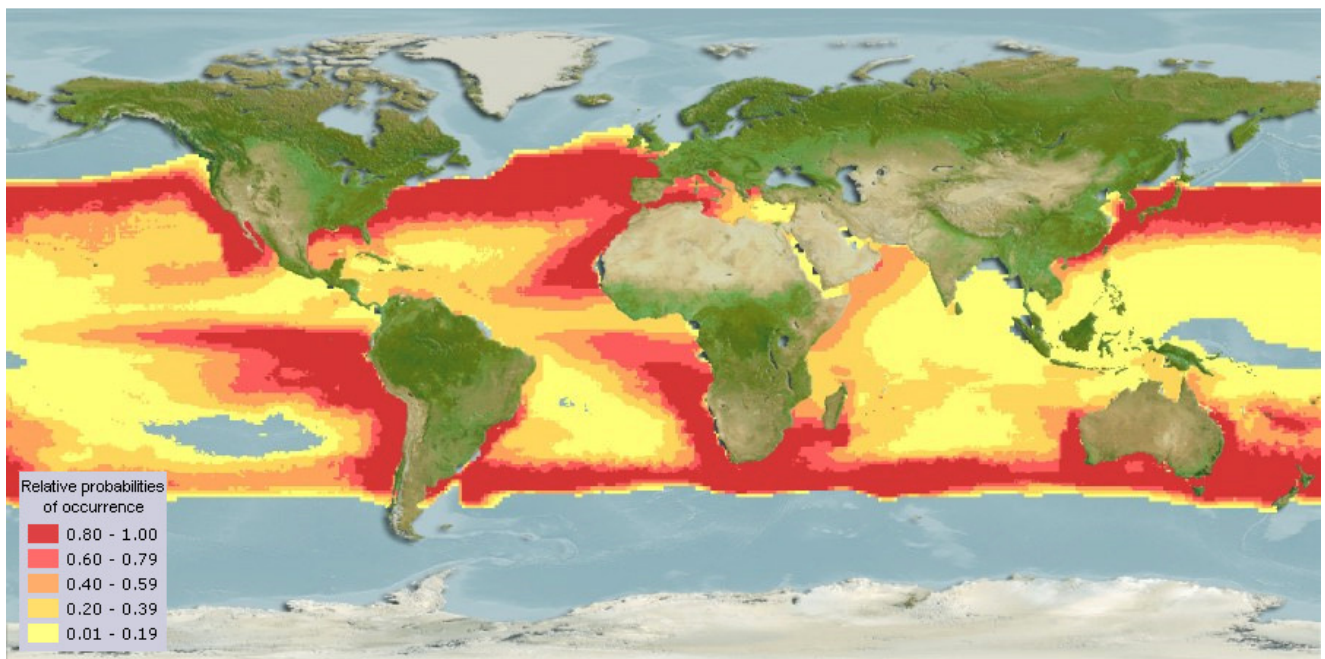 Relative probabilities
of occurrence
0.80 - 1.00
0.60 - 0.79
0.40 - 0.59
0.20 - 0.39
0.01 - 0.19